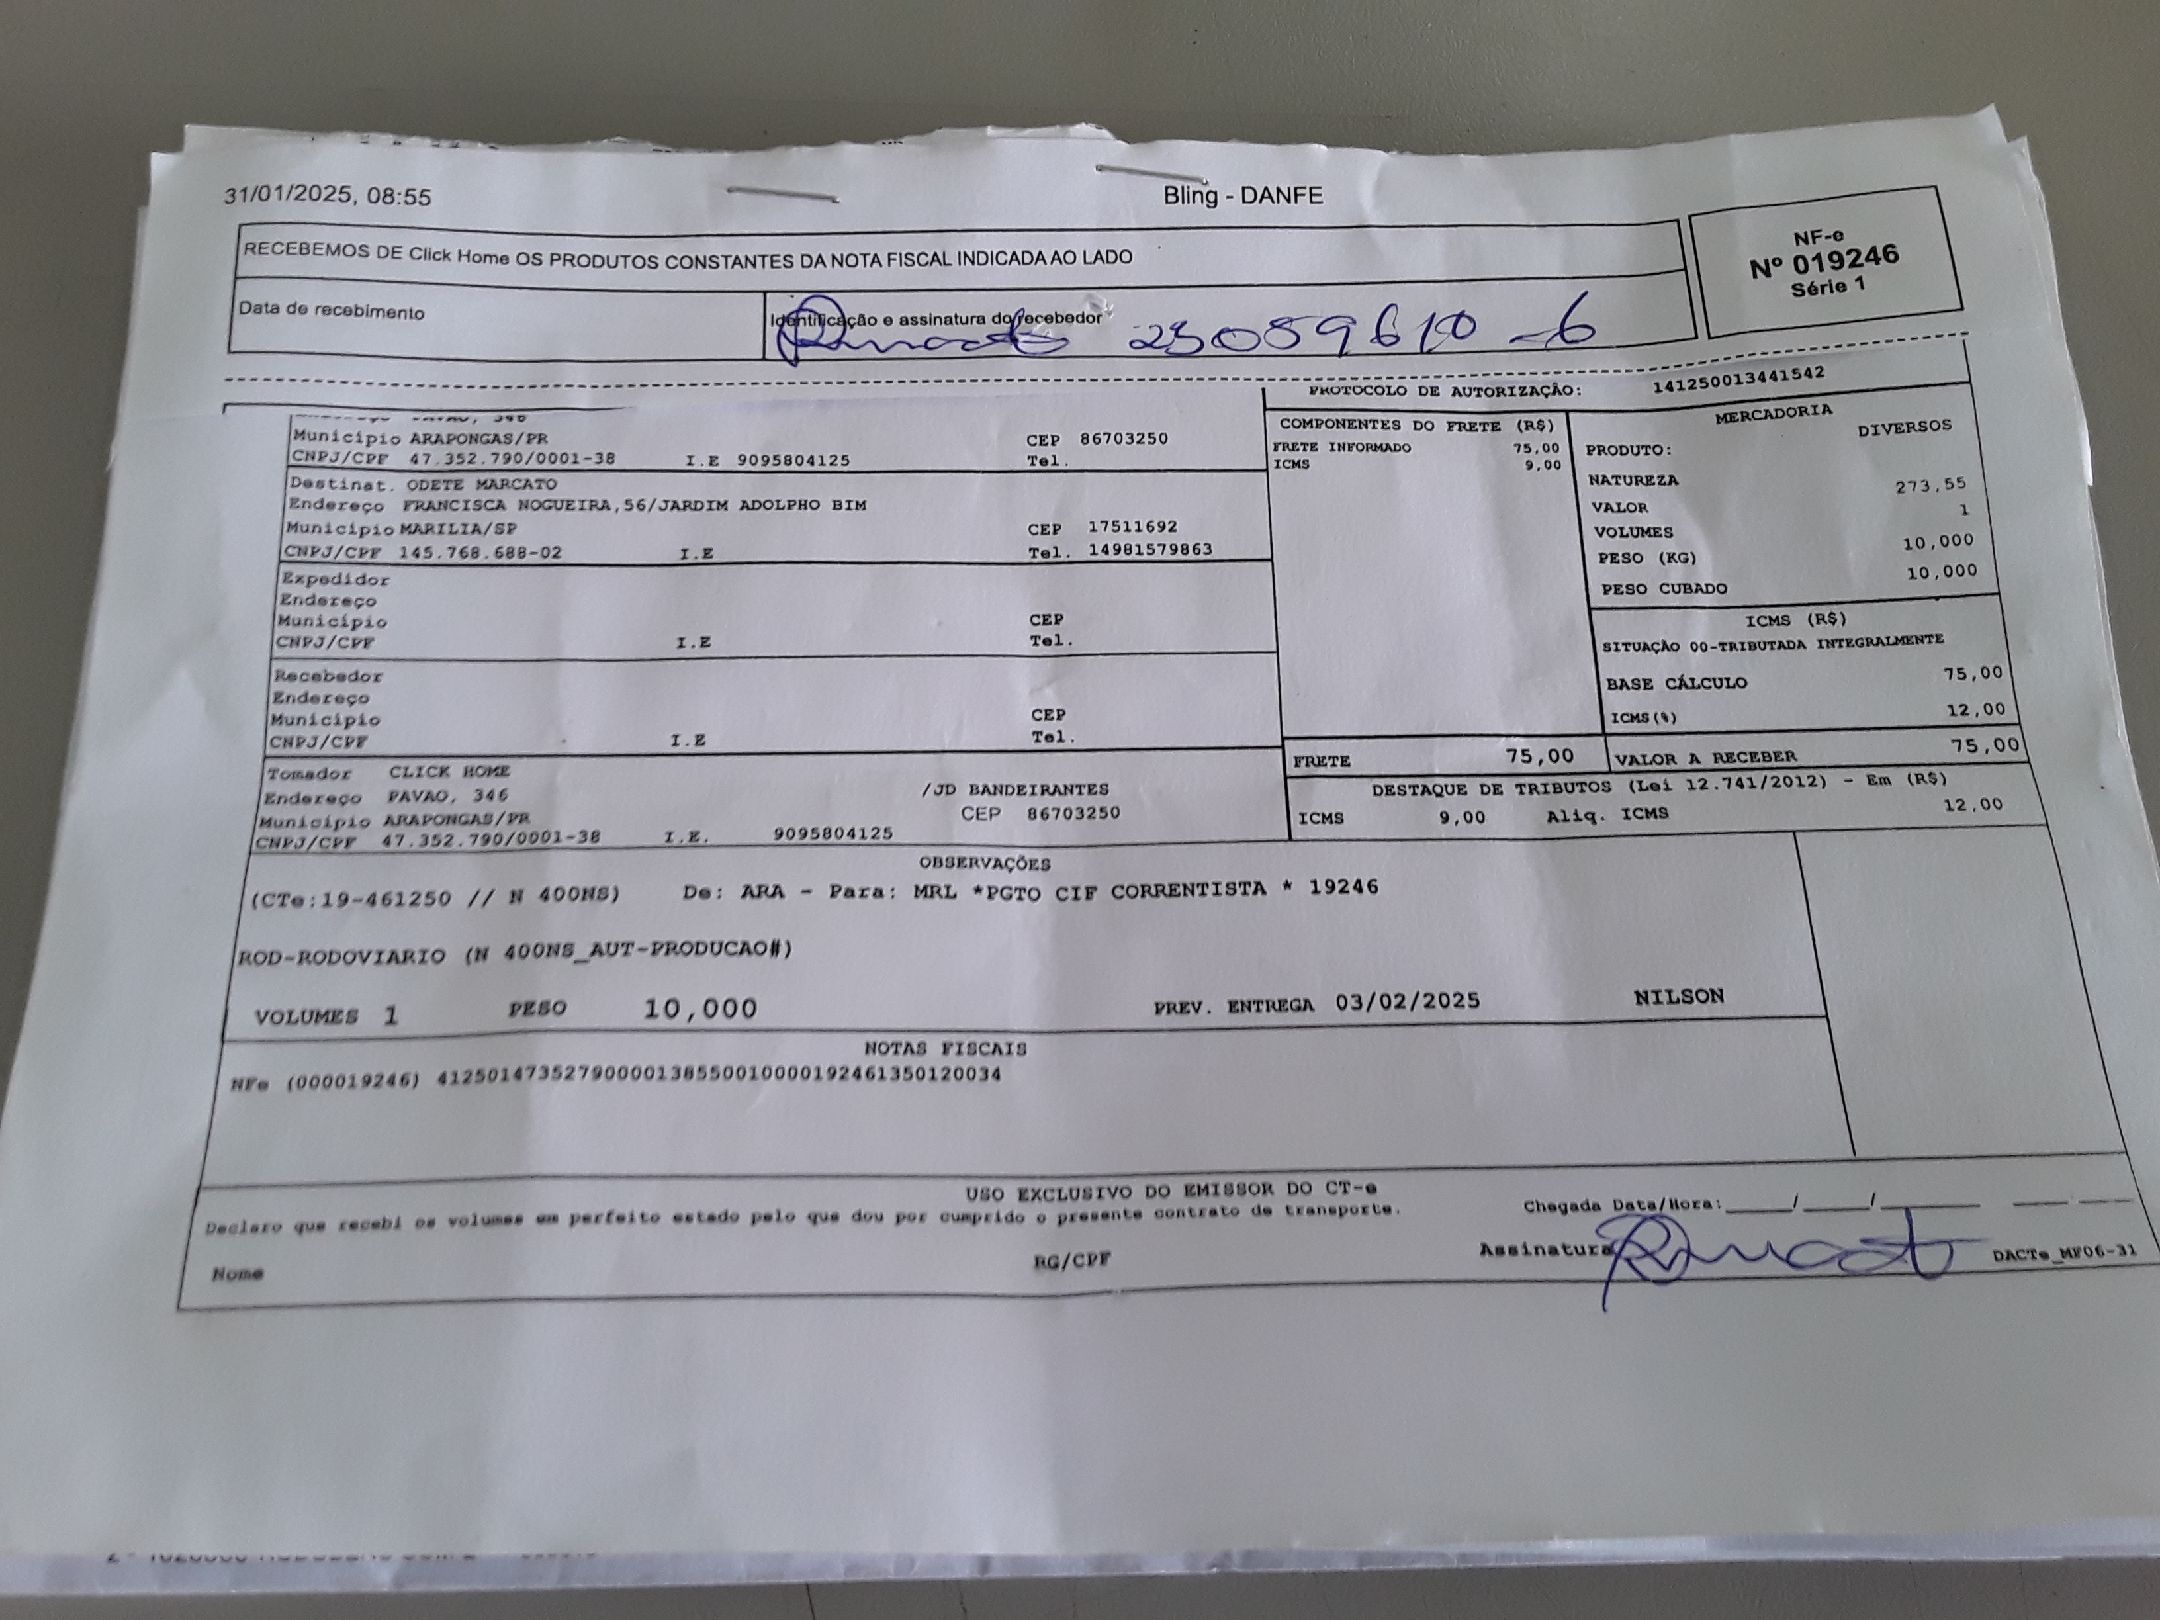 31/01/2025, 08:55 Bling - DANFE
RECEBEMOS DE Click Home OS PRODUTOS CONSTANTES DA NOTA FISCAL INDICADA AO LADO
NF-e
Nº 019246
Série 1
Data de recebimento
Identificação e assinatura do recebedor
25059610-6
PROTOCOLO DE AUTORIZAÇÃO: 141250013441542
Município ARAPONGAS/PR CEP 86703250
CNPJ/CPF 47.352.790/0001-38 I.E 9095804125 Tel.
Destinat. ODETE MARCATO
Endereço FRANCISCA NOGUEIRA,56/JARDIM ADOLPHO BIM
Município MARILIA/SP CEP 17511692
CNPJ/CPF 145.768.688-02 I.E Tel. 14981579863
Expedidor
Endereço
Município CEP
CNPJ/CPF I.E Tel.
Recebedor
Endereço
Município CEP
CNPJ/CPF I.E Tel.
Tomador CLICK HOME
Endereço PAVAO, 346 /JD BANDEIRANTES
Município ARAPONGAS/PR CEP 86703250
CNPJ/CPF 47.352.790/0001-38 I.E. 9095804125
COMPONENTES DO FRETE (R$)
FRETE INFORMADO 75,00
ICMS 9,00
MERCADORIA
PRODUTO: DIVERSOS
NATUREZA
VALOR 273,55
VOLUMES 1
PESO (KG) 10,000
PESO CUBADO 10,000
ICMS (R$)
SITUAÇÃO 00-TRIBUTADA INTEGRALMENTE
BASE CÁLCULO 75,00
ICMS(%) 12,00
FRETE 75,00 VALOR A RECEBER 75,00
DESTAQUE DE TRIBUTOS (Lei 12.741/2012) - Em (R$)
ICMS 9,00 Aliq. ICMS 12,00
OBSERVAÇÕES
(CTe:19-461250 // N 400NS) De: ARA - Para: MRL *PGTO CIF CORRENTISTA * 19246
ROD-RODOVIARIO (N 400NS_AUT-PRODUCAO#)
VOLUMES 1 PESO 10,000 PREV. ENTREGA 03/02/2025 NILSON
NOTAS FISCAIS
NFe (000019246) 41250147352790000138550010000192461350120034
USO EXCLUSIVO DO EMISSOR DO CT-e
Declaro que recebi os volumes em perfeito estado pelo que dou por cumprido o presente contrato de transporte.
Chegada Data/Hora:_____/_____/_______ ____ ____
Nome RG/CPF Assinatura DACTe_MF06-31